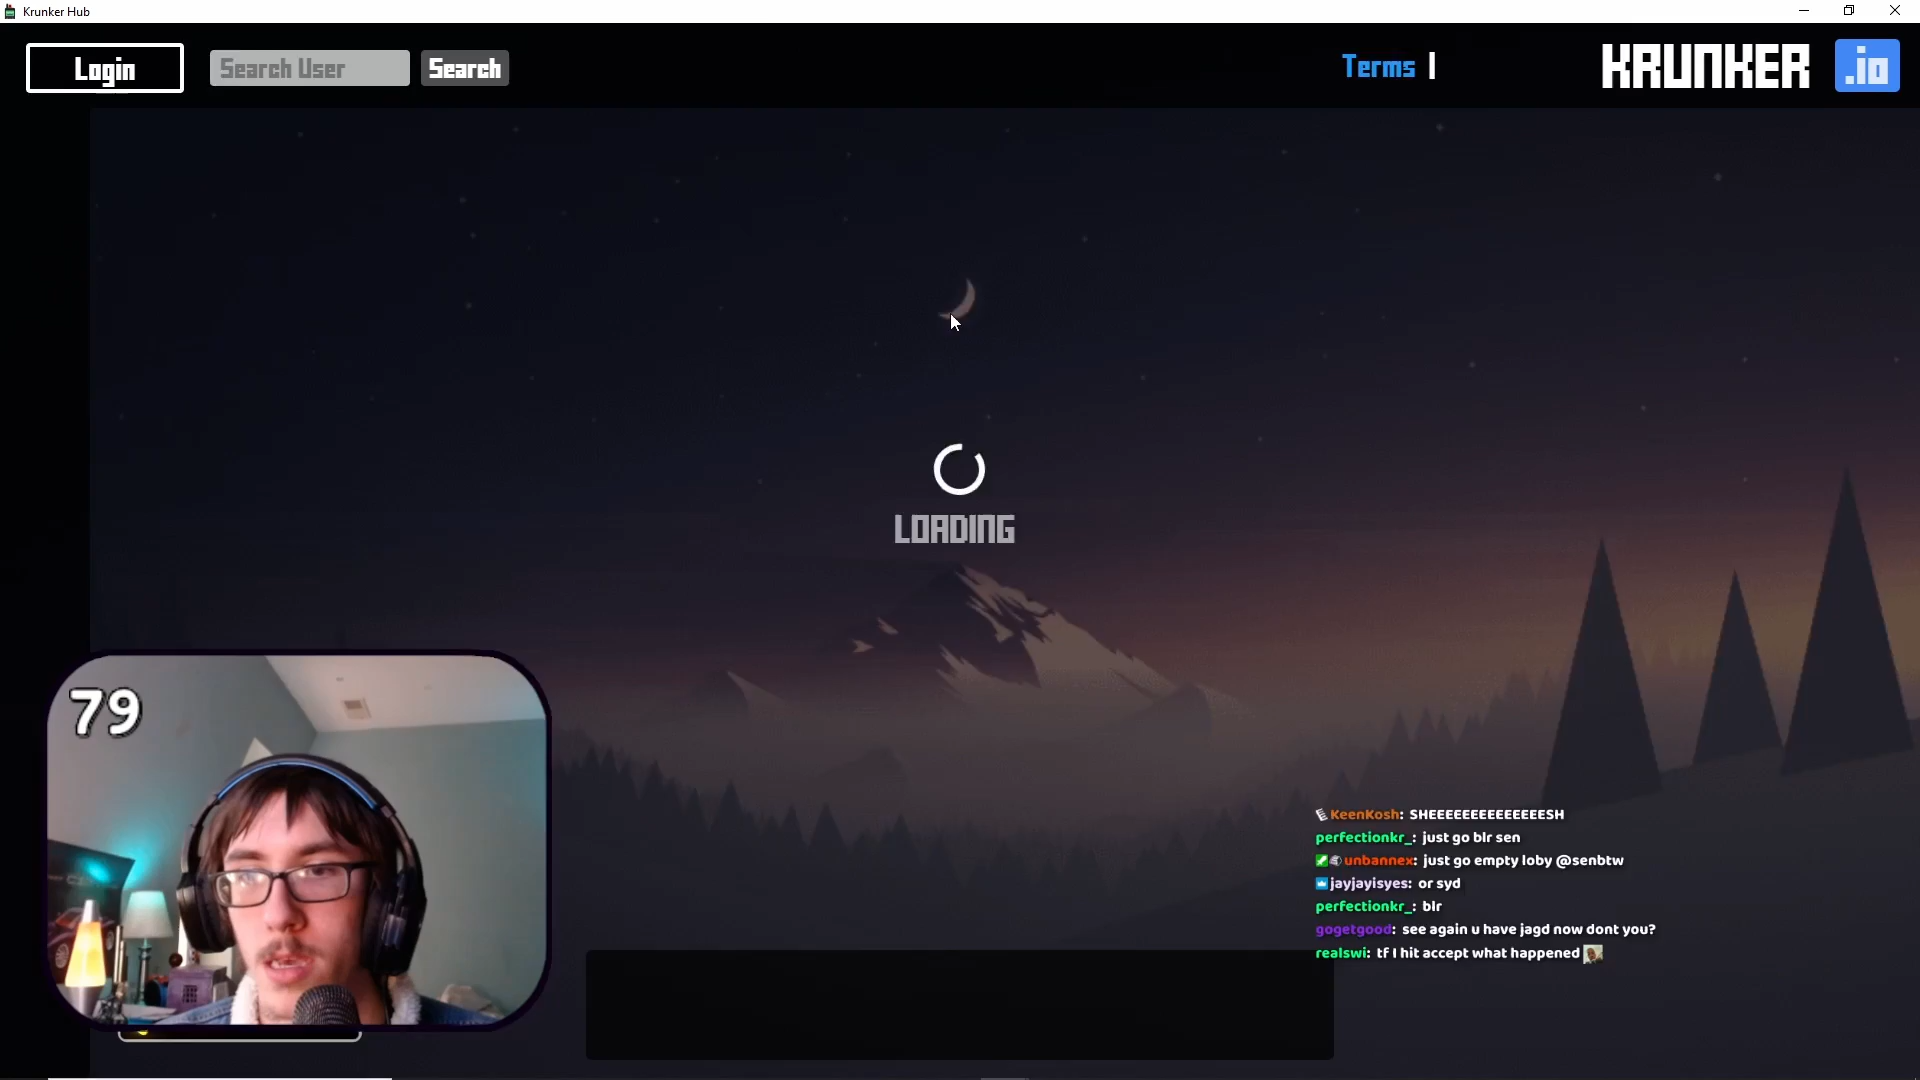 Krunker Hub
Login
Search User
Search
Terms |
KRUNKER
.io
LOADING
79
KeenKosh: SHEEEEEEEEEEEEEESH
perfectionkr_: just go blr sen
unbannex: just go empty loby @senbtw
jayjayisyes: or syd
perfectionkr_: blr
gogetgood: see again u have jagd now dont you?
realswi: tf I hit accept what happened